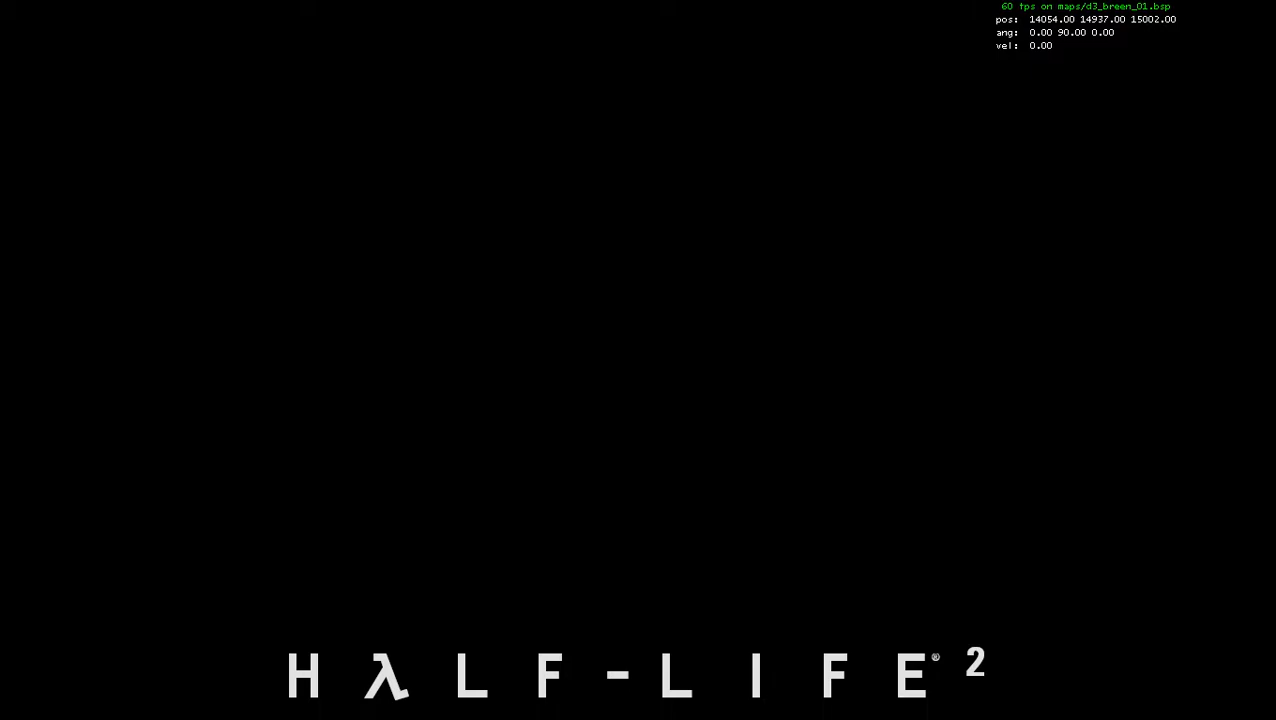 60 fps on maps/d3_breen_01.bsp
pos: 14054.00 14937.00 15002.00
ang: 0.00 90.00 0.00
vel: 0.00
HλLF-LIFE® 2